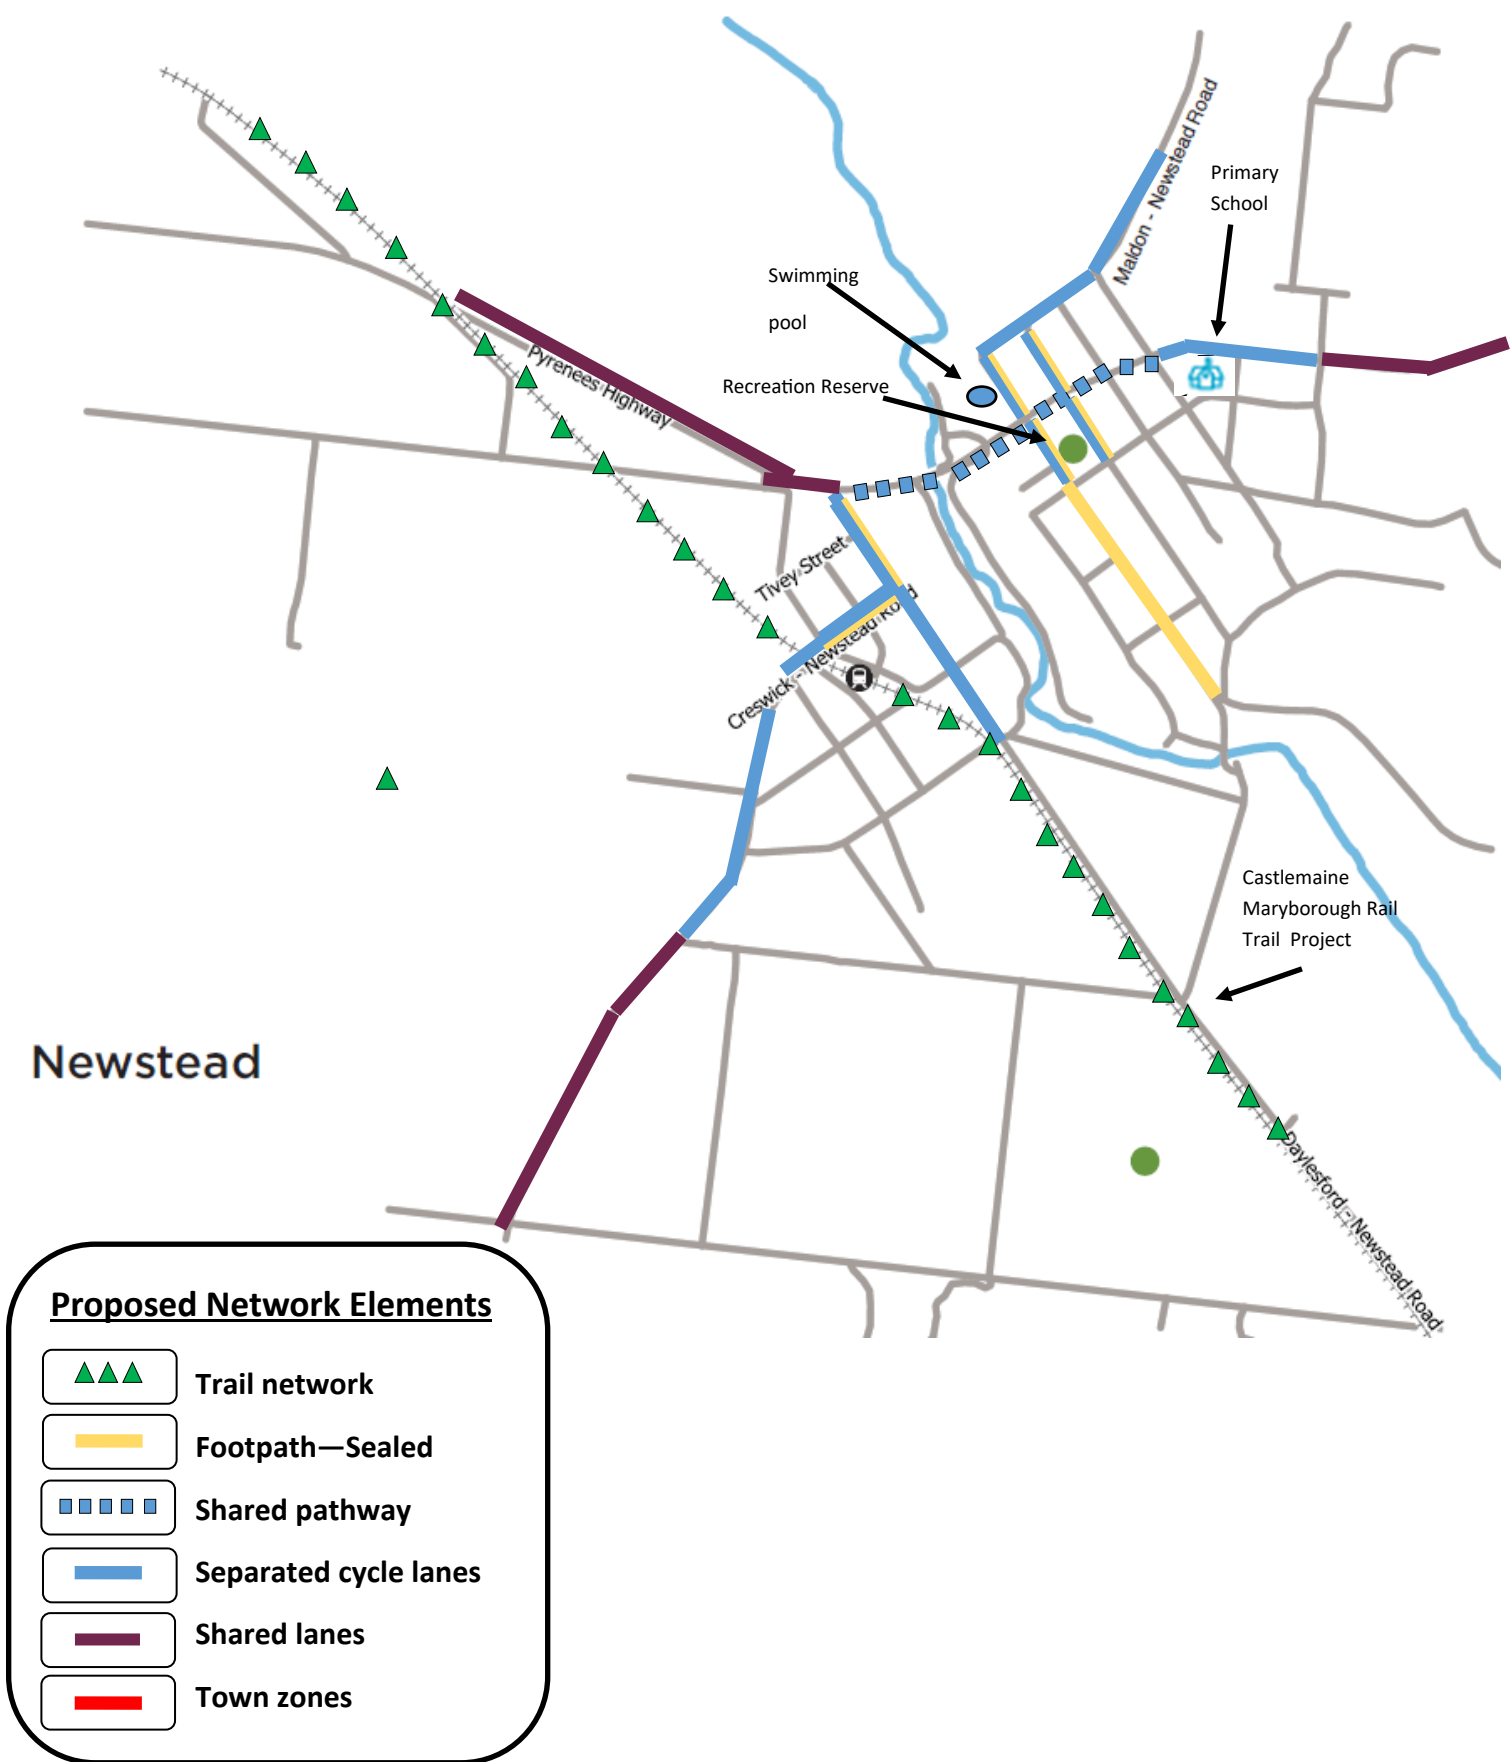 Maldon - Newstead Road
Primary
School
Swimming
pool
Pyrenees Highway
Recreation Reserve
Tivey Street
Creswick - Newstead Road
Castlemaine
Maryborough Rail
Trail Project
Newstead
Daylesford - Newstead Road
Proposed Network Elements
Trail network
Footpath—Sealed
Shared pathway
Separated cycle lanes
Shared lanes
Town zones